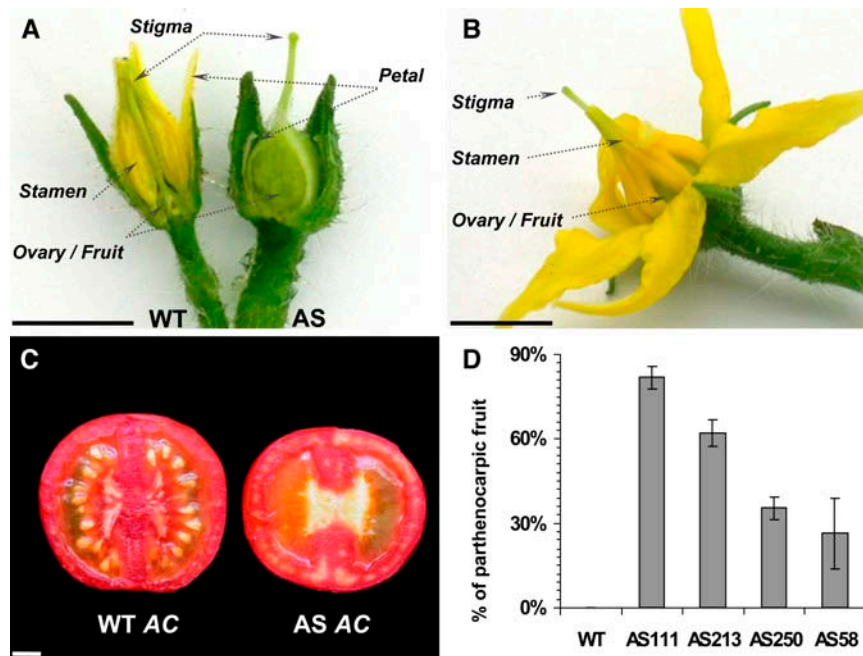 A
Stigma
Petal
Stamen
Ovary / Fruit
WT
AS
B
Stigma
Stamen
Ovary / Fruit
C
WT AC
AS AC
D
% of parthenocarpic fruit
90%
60%
30%
0%
WT AS111 AS213 AS250 AS58